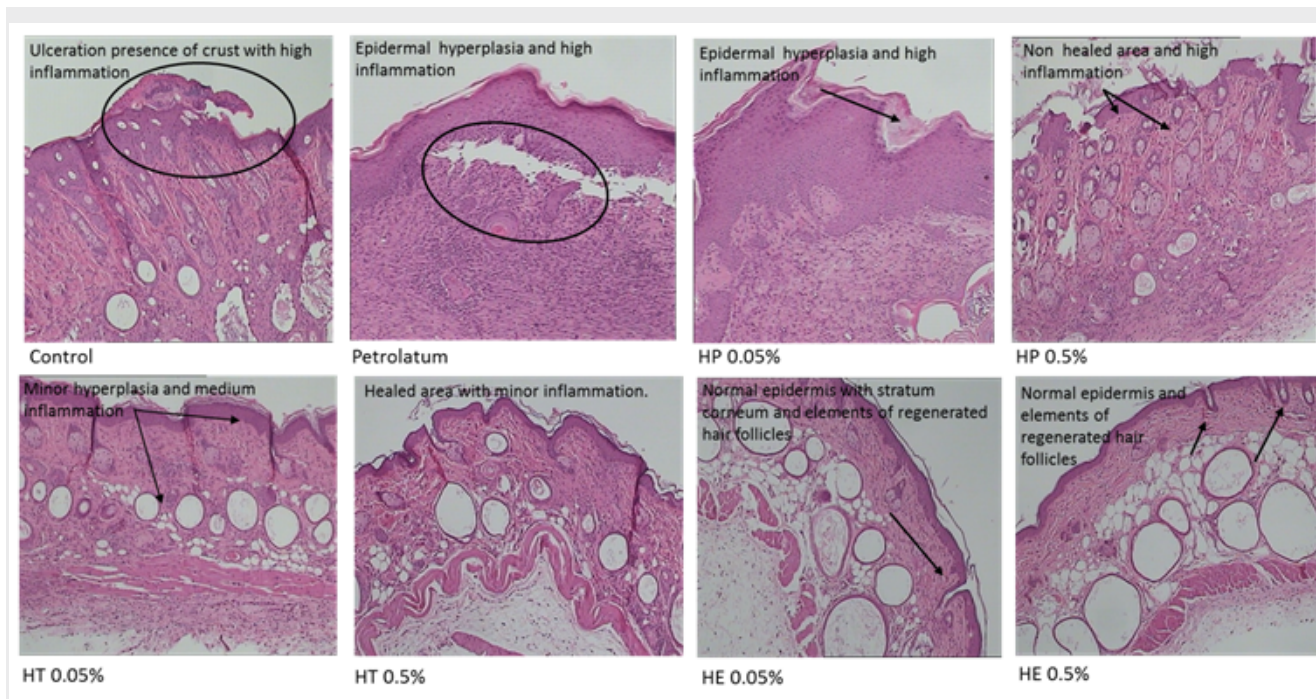 Ulceration presence of crust with high
inflammation
Control
Epidermal hyperplasia and high
inflammation
Petrolatum
Epidermal hyperplasia and high
inflammation
HP 0.05%
Non healed area and high
inflammation
HP 0.5%
Minor hyperplasia and medium
inflammation
HT 0.05%
Healed area with minor inflammation.
HT 0.5%
Normal epidermis with stratum
corneum and elements of regenerated
hair follicles
HE 0.05%
Normal epidermis and
elements of
regenerated hair
follicles
HE 0.5%